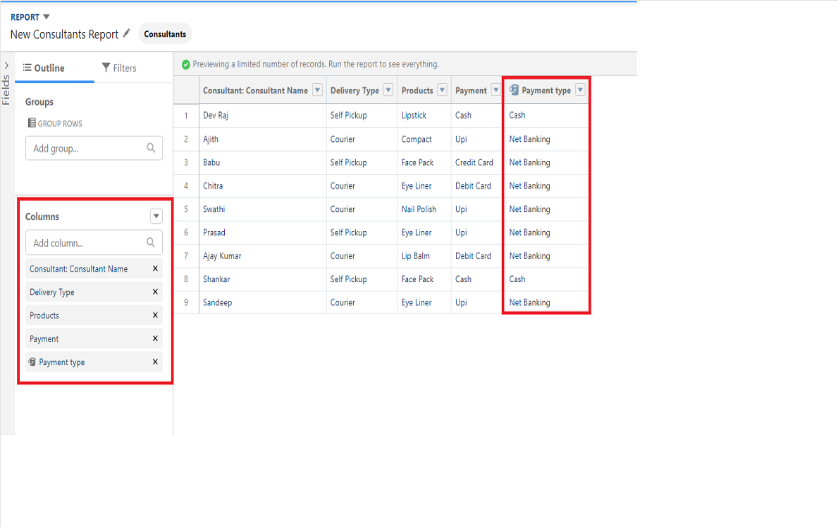 REPORT
New Consultants Report Consultants
Fields
Outline Filters
Groups
GROUP ROWS
Add group...
Columns
Add column...
Consultant: Consultant Name
Delivery Type
Products
Payment
Payment type
Previewing a limited number of records. Run the report to see everything.
Consultant: Consultant Name Delivery Type Products Payment Payment type
1 Dev Raj Self Pickup Lipstick Cash Cash
2 Ajith Courier Compact Upi Net Banking
3 Babu Self Pickup Face Pack Credit Card Net Banking
4 Chitra Courier Eye Liner Debit Card Net Banking
5 Swathi Courier Nail Polish Upi Net Banking
6 Prasad Self Pickup Eye Liner Upi Net Banking
7 Ajay Kumar Courier Lip Balm Debit Card Net Banking
8 Shankar Self Pickup Face Pack Cash Cash
9 Sandeep Courier Eye Liner Upi Net Banking